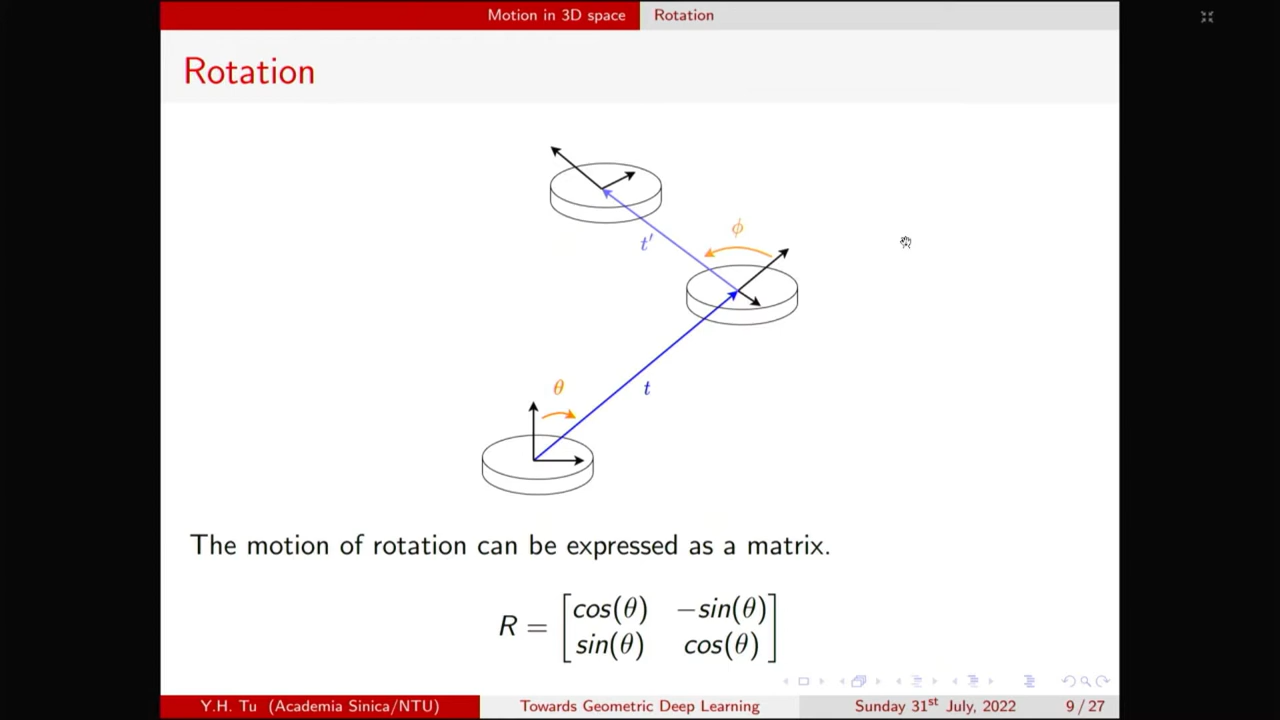 Motion in 3D space Rotation
Rotation
ϕ
t′
θ
t
The motion of rotation can be expressed as a matrix.
R = [cos(θ) −sin(θ)
sin(θ) cos(θ)]
Y.H. Tu (Academia Sinica/NTU) Towards Geometric Deep Learning Sunday 31st July, 2022 9 / 27